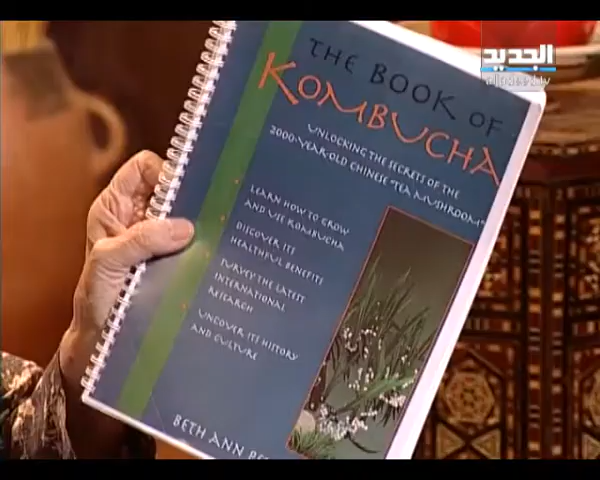 الجديد
aljadeed.tv
THE BOOK OF
KOMBUCHA
UNLOCKING THE SECRETS OF THE
2000-YEAR-OLD CHINESE "TEA MUSHROOM"
LEARN HOW TO GROW
AND USE KOMBUCHA
DISCOVER ITS
HEALTHFUL BENEFITS
SURVEY THE LATEST
INTERNATIONAL
RESEARCH
UNCOVER ITS HISTORY
AND CULTURE
BETH ANN